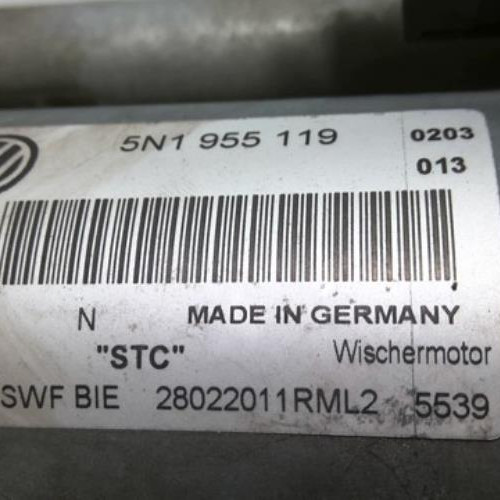 5N1 955 119 0203
013
N MADE IN GERMANY
"STC" Wischermotor
SWF BIE 28022011RML2 5539